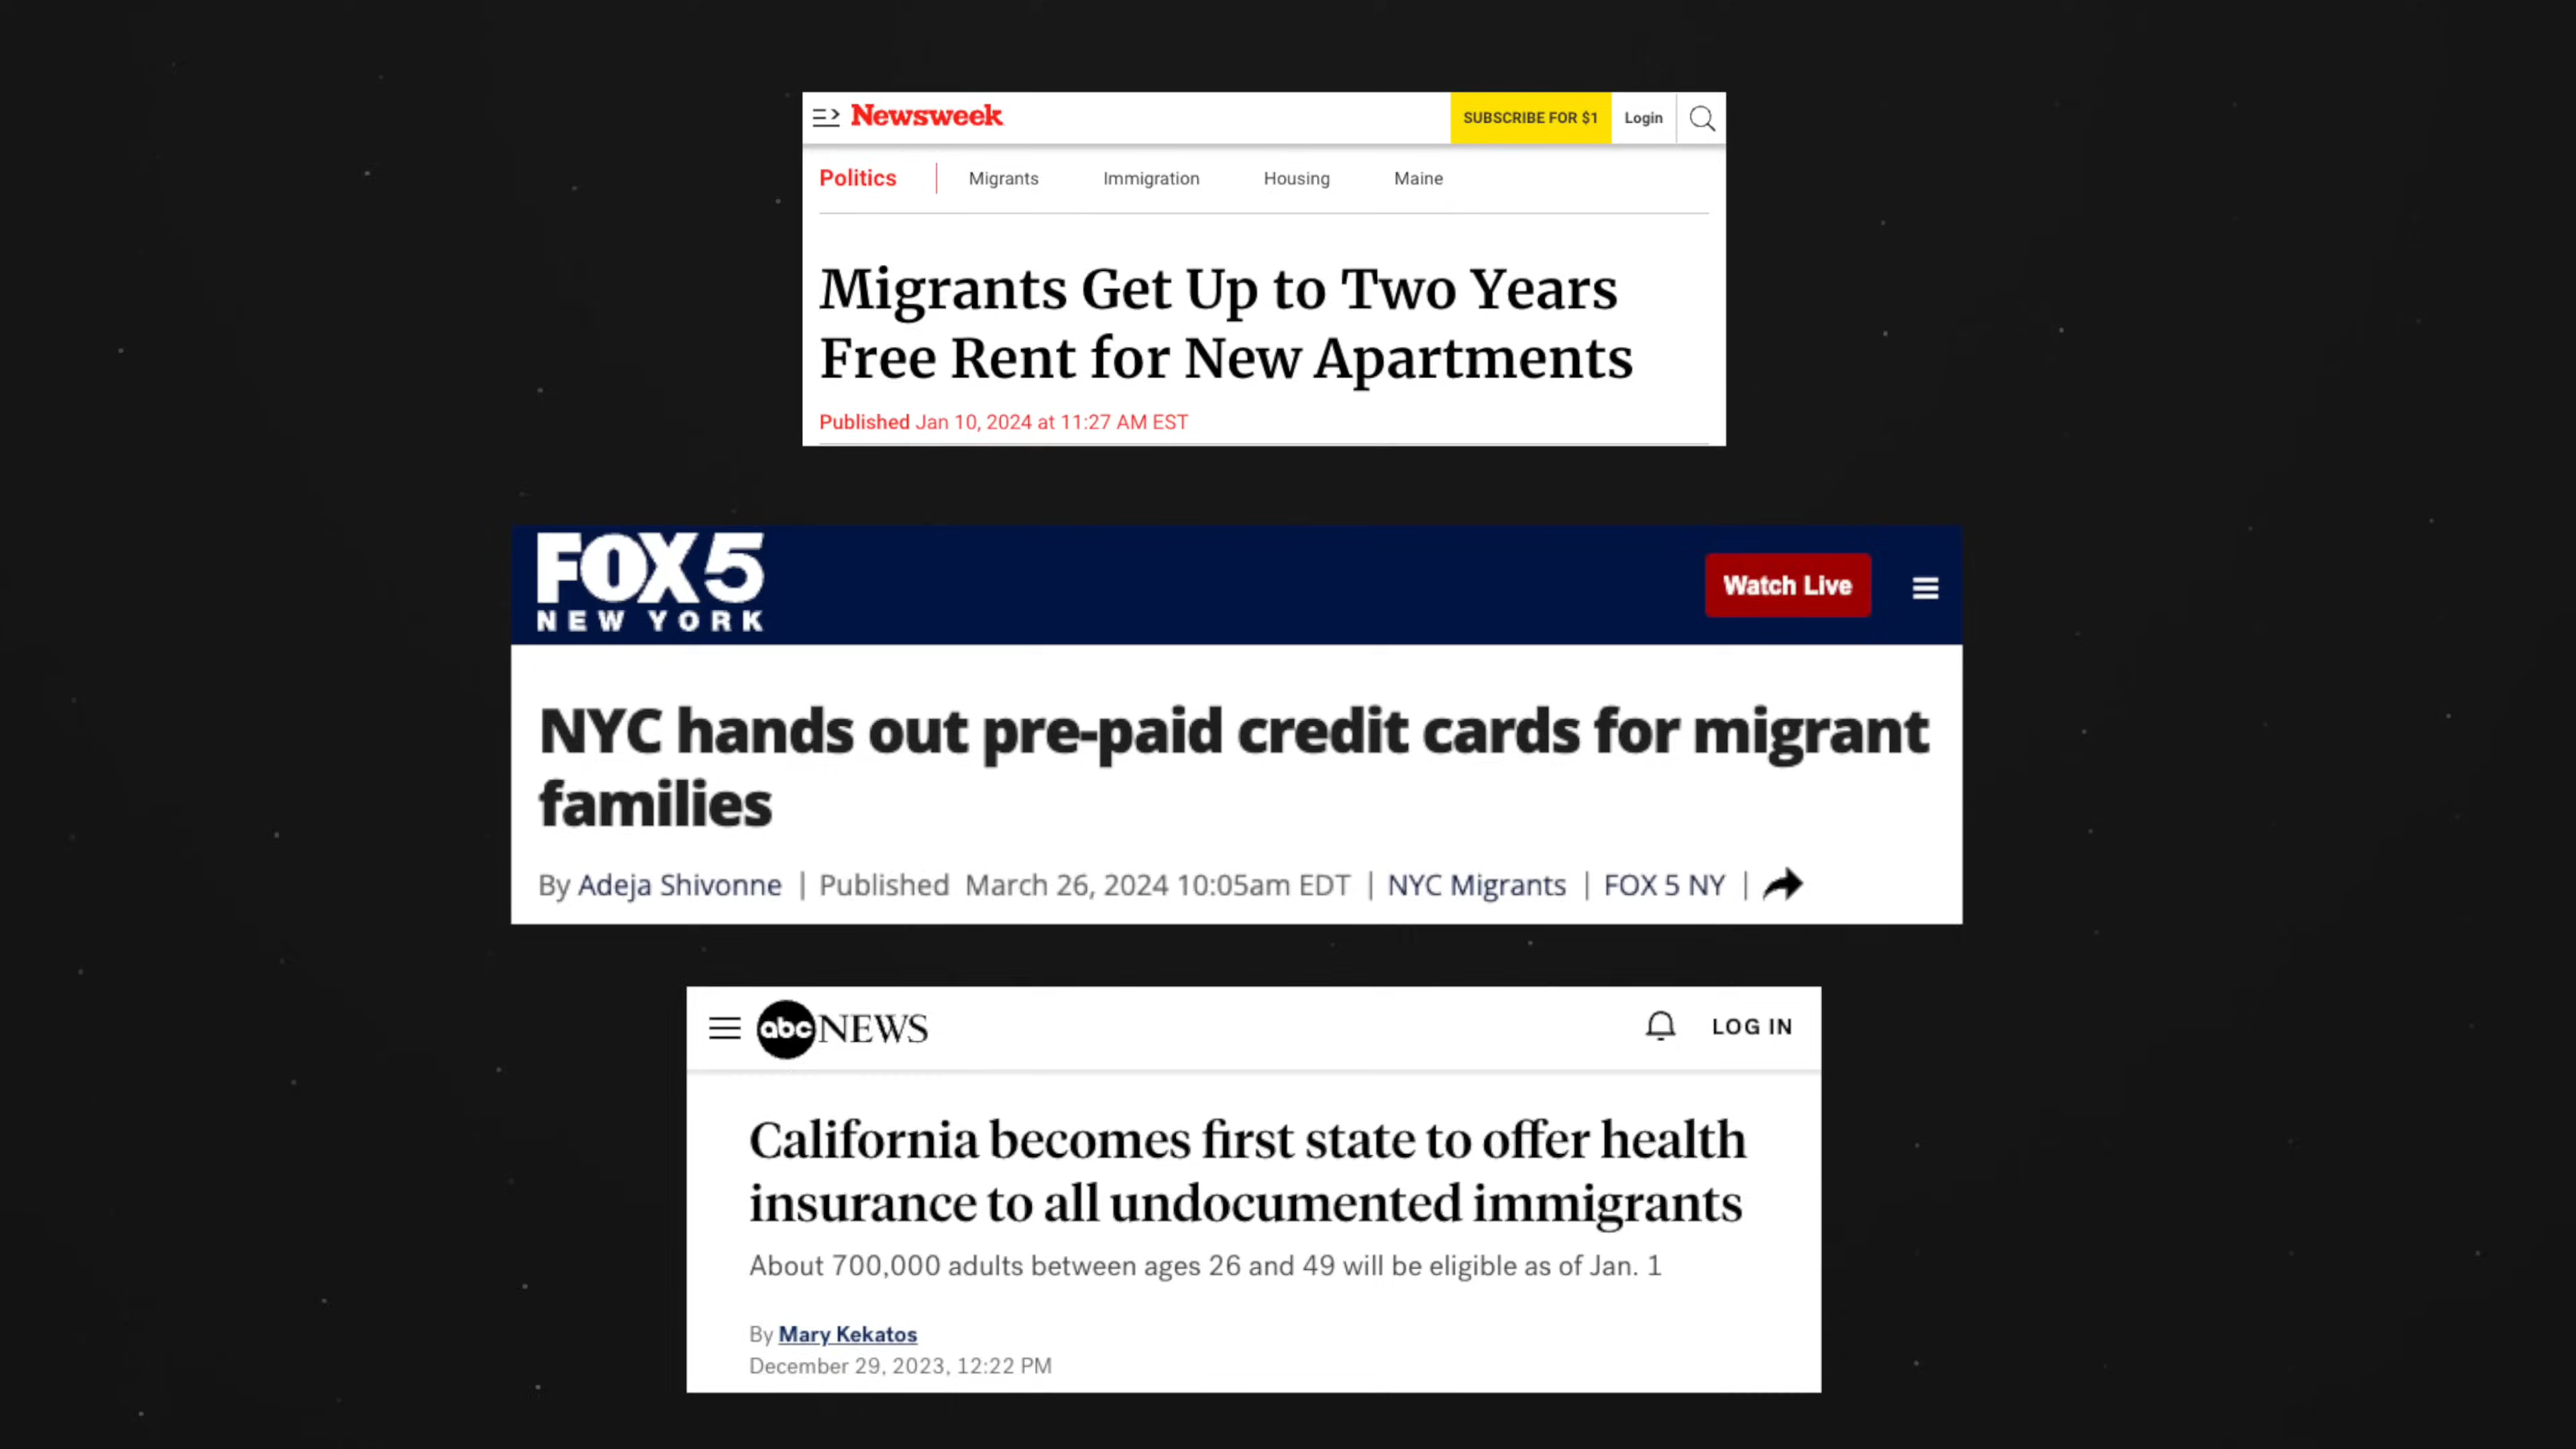 Newsweek SUBSCRIBE FOR $1 Login
Politics Migrants Immigration Housing Maine
Migrants Get Up to Two Years
Free Rent for New Apartments
Published Jan 10, 2024 at 11:27 AM EST
FOX 5
NEW YORK
Watch Live
NYC hands out pre-paid credit cards for migrant
families
By Adeja Shivonne | Published March 26, 2024 10:05am EDT | NYC Migrants | FOX 5 NY |
abc NEWS LOG IN
California becomes first state to offer health
insurance to all undocumented immigrants
About 700,000 adults between ages 26 and 49 will be eligible as of Jan. 1
By Mary Kekatos
December 29, 2023, 12:22 PM